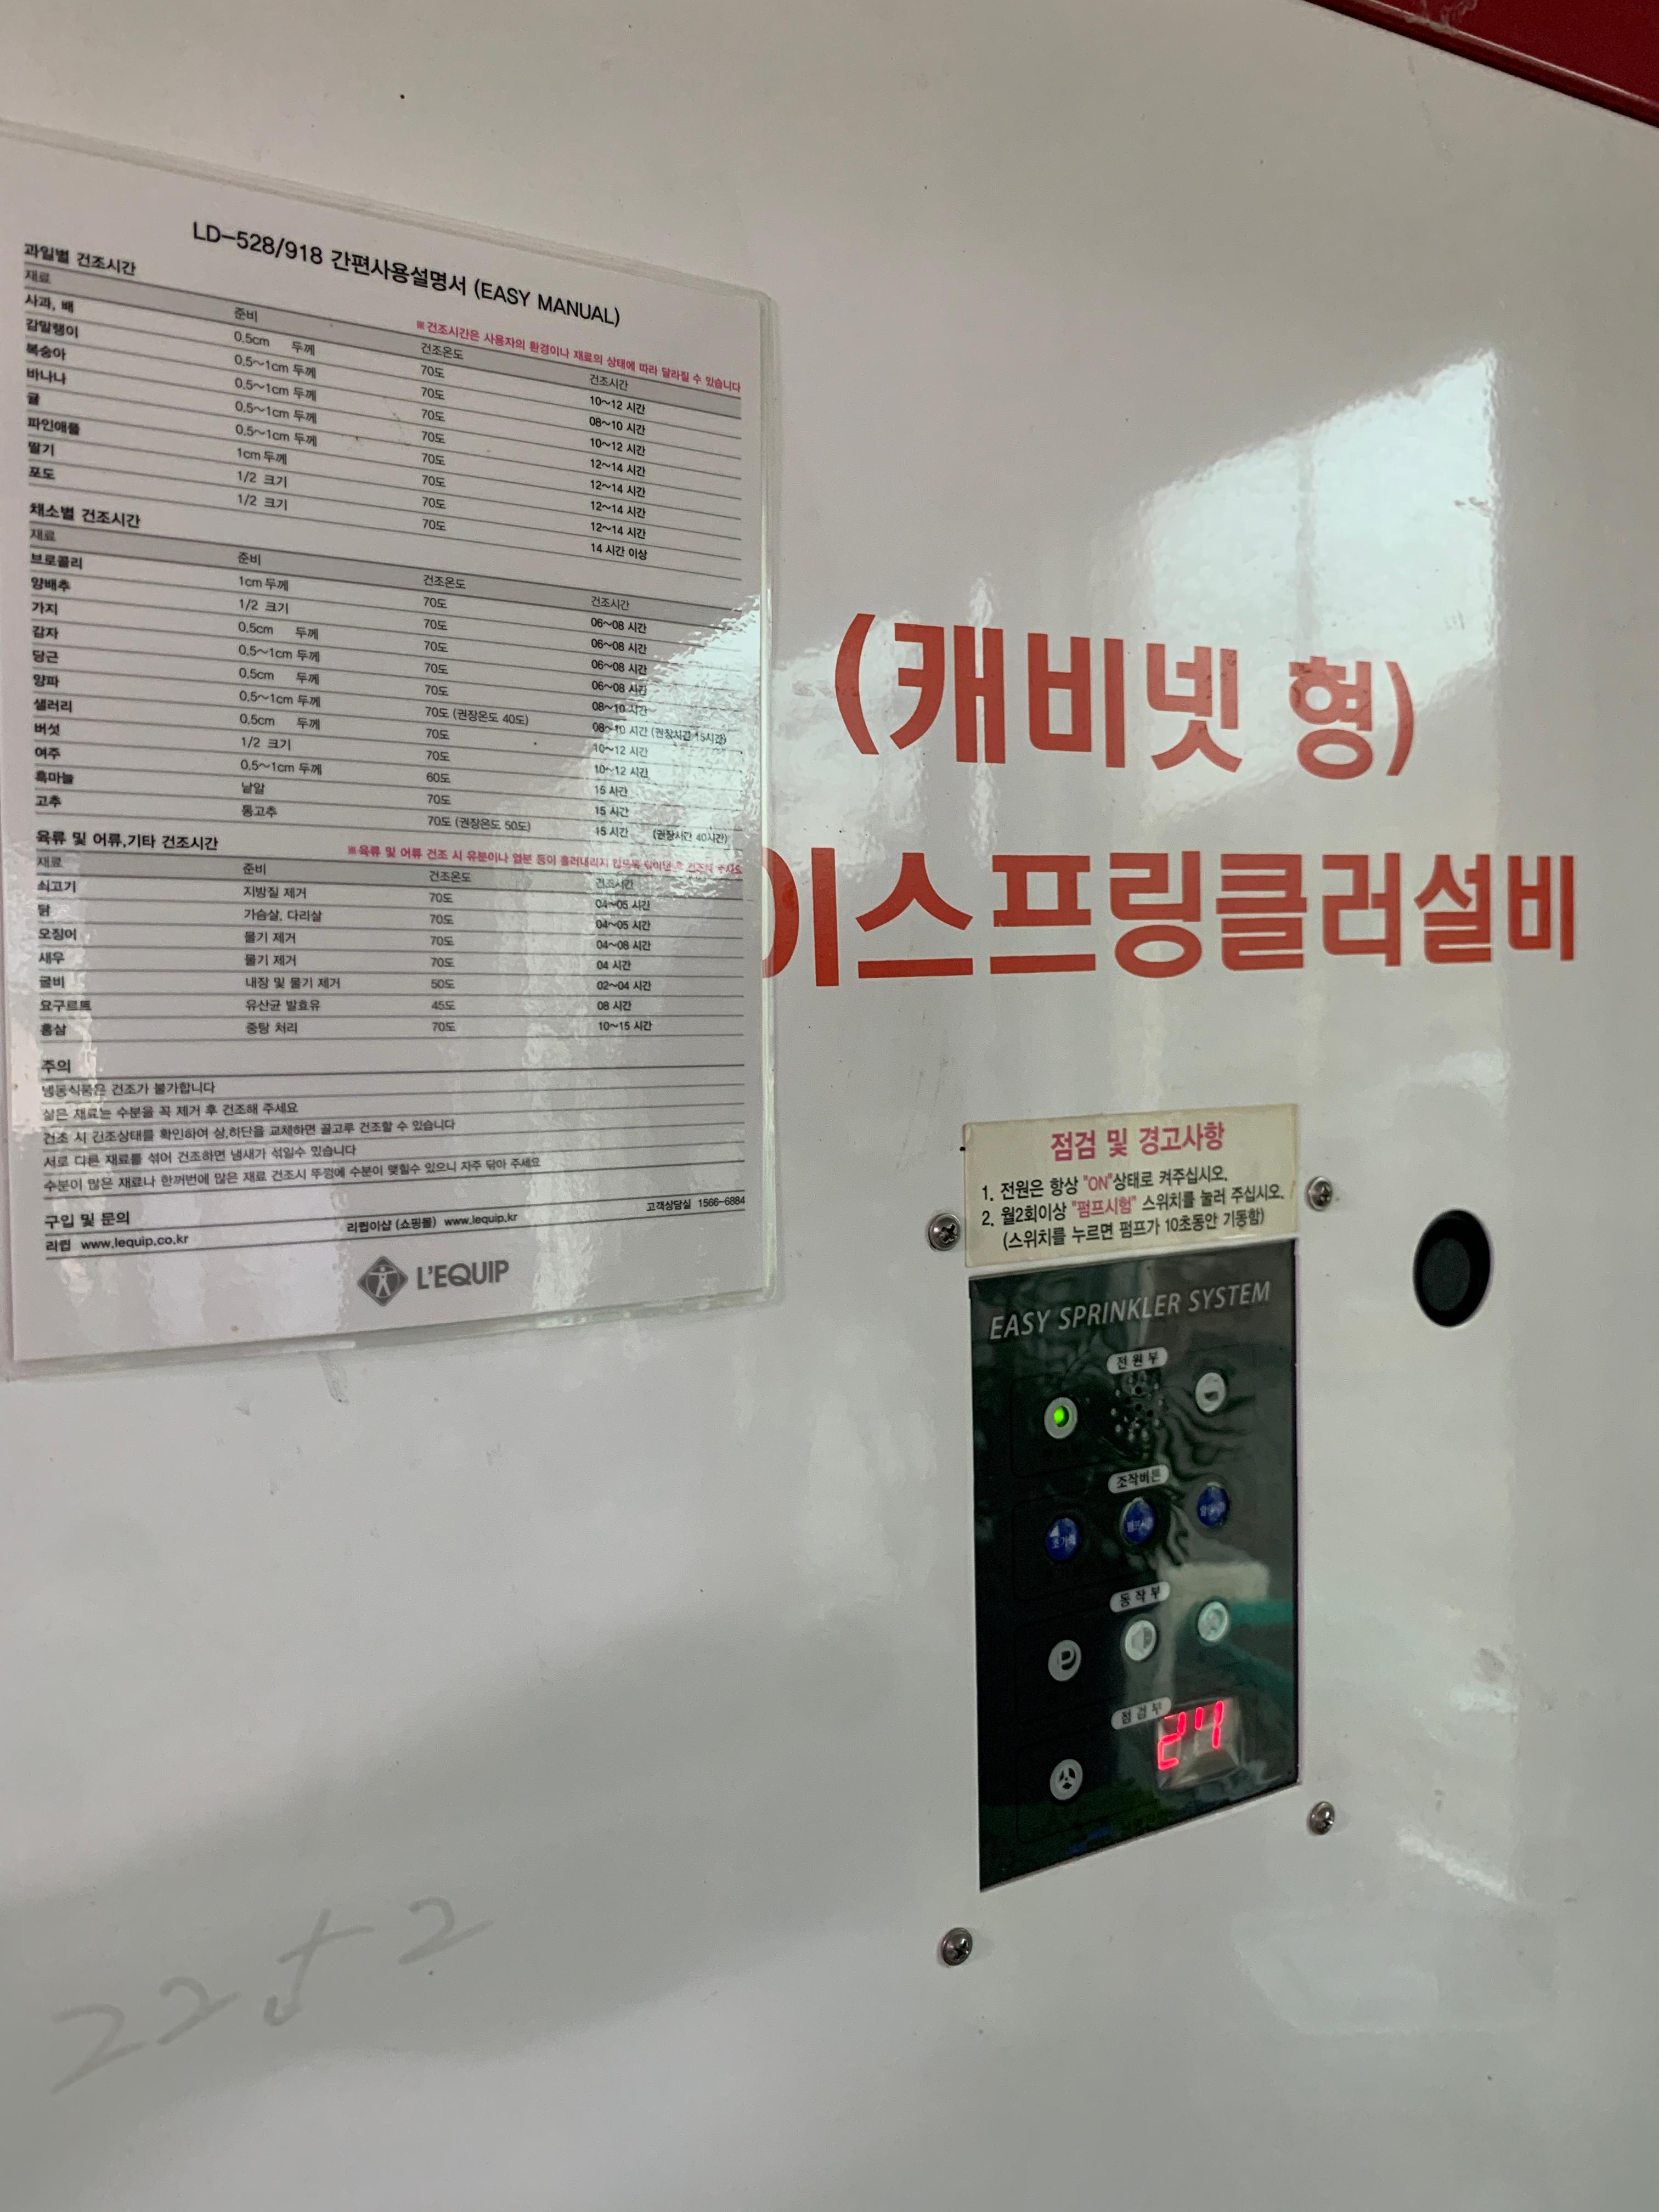 LD-528/918 간편사용설명서 (EASY MANUAL)
과일별 건조시간 ※건조시간은 사용자의 환경이나 재료의 상태에 따라 달라질 수 있습니다
재료 준비 건조온도 건조시간
사과, 배 0.5cm 두께 70도 10~12 시간
감말랭이 0.5~1cm 두께 70도 08~10 시간
복숭아 0.5~1cm 두께 70도 10~12 시간
바나나 0.5~1cm 두께 70도 12~14 시간
귤 0.5~1cm 두께 70도 12~14 시간
파인애플 1cm 두께 70도 12~14 시간
딸기 1/2 크기 70도 12~14 시간
포도 1/2 크기 70도 14 시간 이상
채소별 건조시간
재료 준비 건조온도 건조시간
브로콜리 1cm 두께 70도 06~08 시간
양배추 1/2 크기 70도 06~08 시간
가지 0.5cm 두께 70도 06~08 시간
감자 0.5~1cm 두께 70도 06~08 시간
당근 0.5cm 두께 70도 08~10 시간
양파 0.5~1cm 두께 70도 (권장온도 40도) 08~10 시간 (권장시간 15시간)
샐러리 0.5cm 두께 70도 10~12 시간
버섯 1/2 크기 70도 10~12 시간
여주 0.5~1cm 두께 60도 15 시간
흑마늘 낱알 70도 15 시간
고추 통고추 70도 (권장온도 50도) 15 시간 (권장시간 40시간)
육류 및 어류,기타 건조시간 ※육류 및 어류 건조 시 유분이나 염분 등이 흘러내리지
재료 준비 건조온도 건조시간
쇠고기 지방질 제거 70도 04~05 시간
닭 가슴살, 다리살 70도 04~05 시간
오징어 물기 제거 70도 04~08 시간
새우 물기 제거 70도 04 시간
굴비 내장 및 물기 제거 50도 02~04 시간
요구르트 유산균 발효유 45도 08 시간
홍삼 중탕 처리 70도 10~15 시간
주의
냉동식품은 건조가 불가합니다
삶은 재료는 수분을 꼭 제거 후 건조해 주세요
건조 시 건조상태를 확인하여 상,하단을 교체하면 골고루 건조할 수 있습니다
서로 다른 재료를 섞어 건조하면 냄새가 섞일수 있습니다
수분이 많은 재료나 한꺼번에 많은 재료 건조시 뚜껑에 수분이 맺힐수 있으니 자주 닦아 주세요
구입 및 문의
리큅 www.lequip.co.kr 리큅이샵 (쇼핑몰) www.lequip.kr 고객상담실 1566-6884
L'EQUIP
(캐비넷 형)
이스프링클러설비
점검 및 경고사항
1. 전원은 항상 "ON"상태로 켜주십시오.
2. 월2회이상 "펌프시험" 스위치를 눌러 주십시오.
(스위치를 누르면 펌프가 10초동안 기동함)
EASY SPRINKLER SYSTEM
전원부
조작버튼
초기화 펌프시험
동작부
점검부
24
22+2